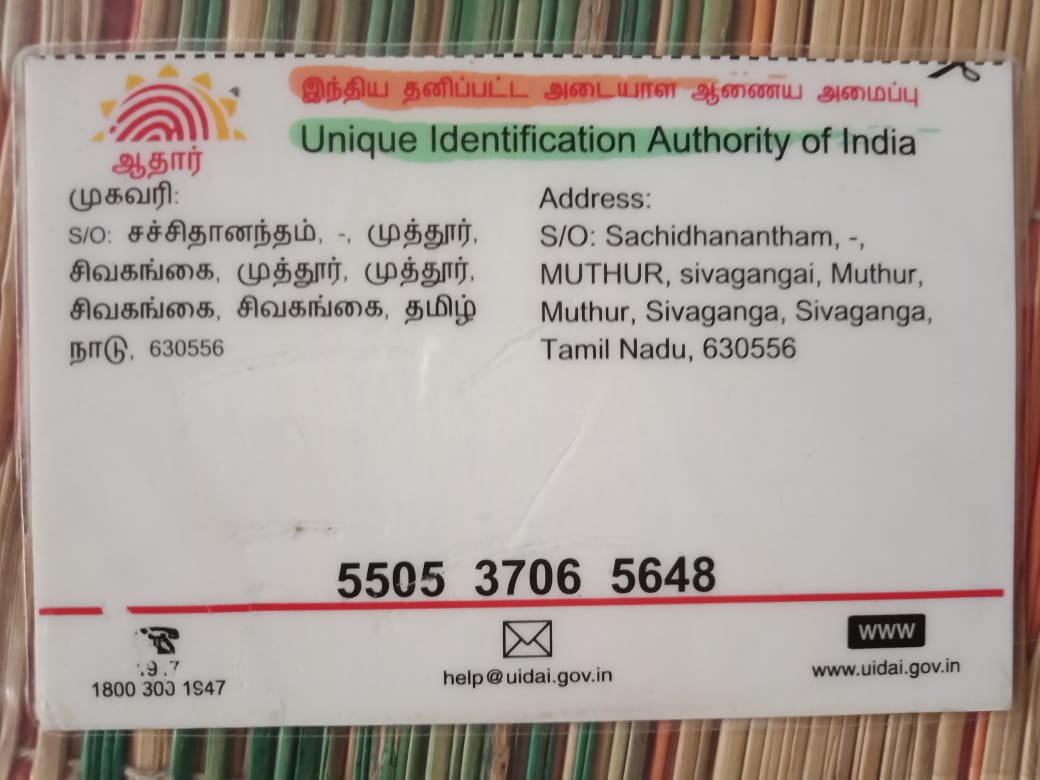 இந்திய தனிப்பட்ட அடையாள ஆணைய அமைப்பு
Unique Identification Authority of India
ஆதார்
முகவரி:
S/O: சச்சிதானந்தம், -, முத்தூர்,
சிவகங்கை, முத்தூர், முத்தூர்,
சிவகங்கை, சிவகங்கை, தமிழ்
நாடு, 630556
Address:
S/O: Sachidhanantham, -,
MUTHUR, sivagangai, Muthur,
Muthur, Sivaganga, Sivaganga,
Tamil Nadu, 630556
5505 3706 5648
1800 300 1947
help@uidai.gov.in
WWW
www.uidai.gov.in